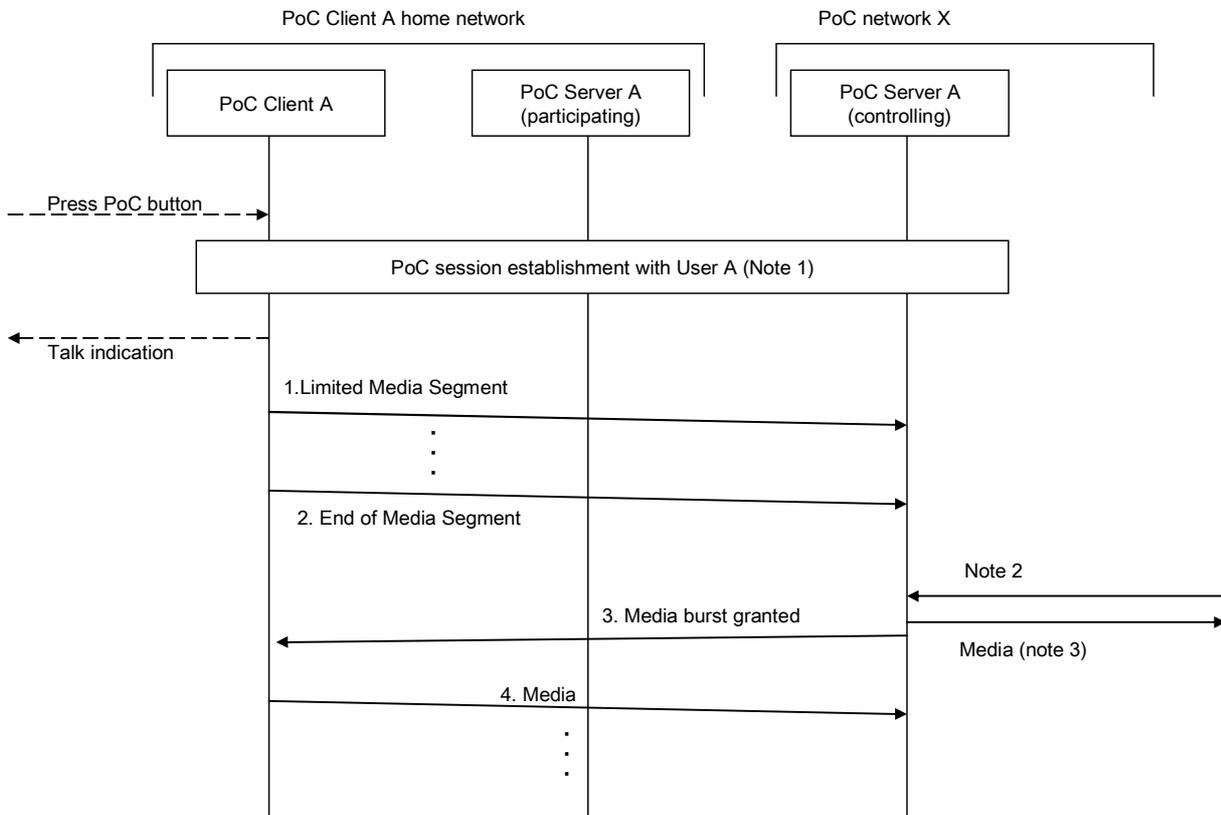 PoC Client A home network
PoC network X
PoC Client A
PoC Server A
(participating)
PoC Server A
(controlling)
Press PoC button
PoC session establishment with User A (Note 1)
Talk indication
1.Limited Media Segment
2. End of Media Segment
Note 2
3. Media burst granted
Media (note 3)
4. Media